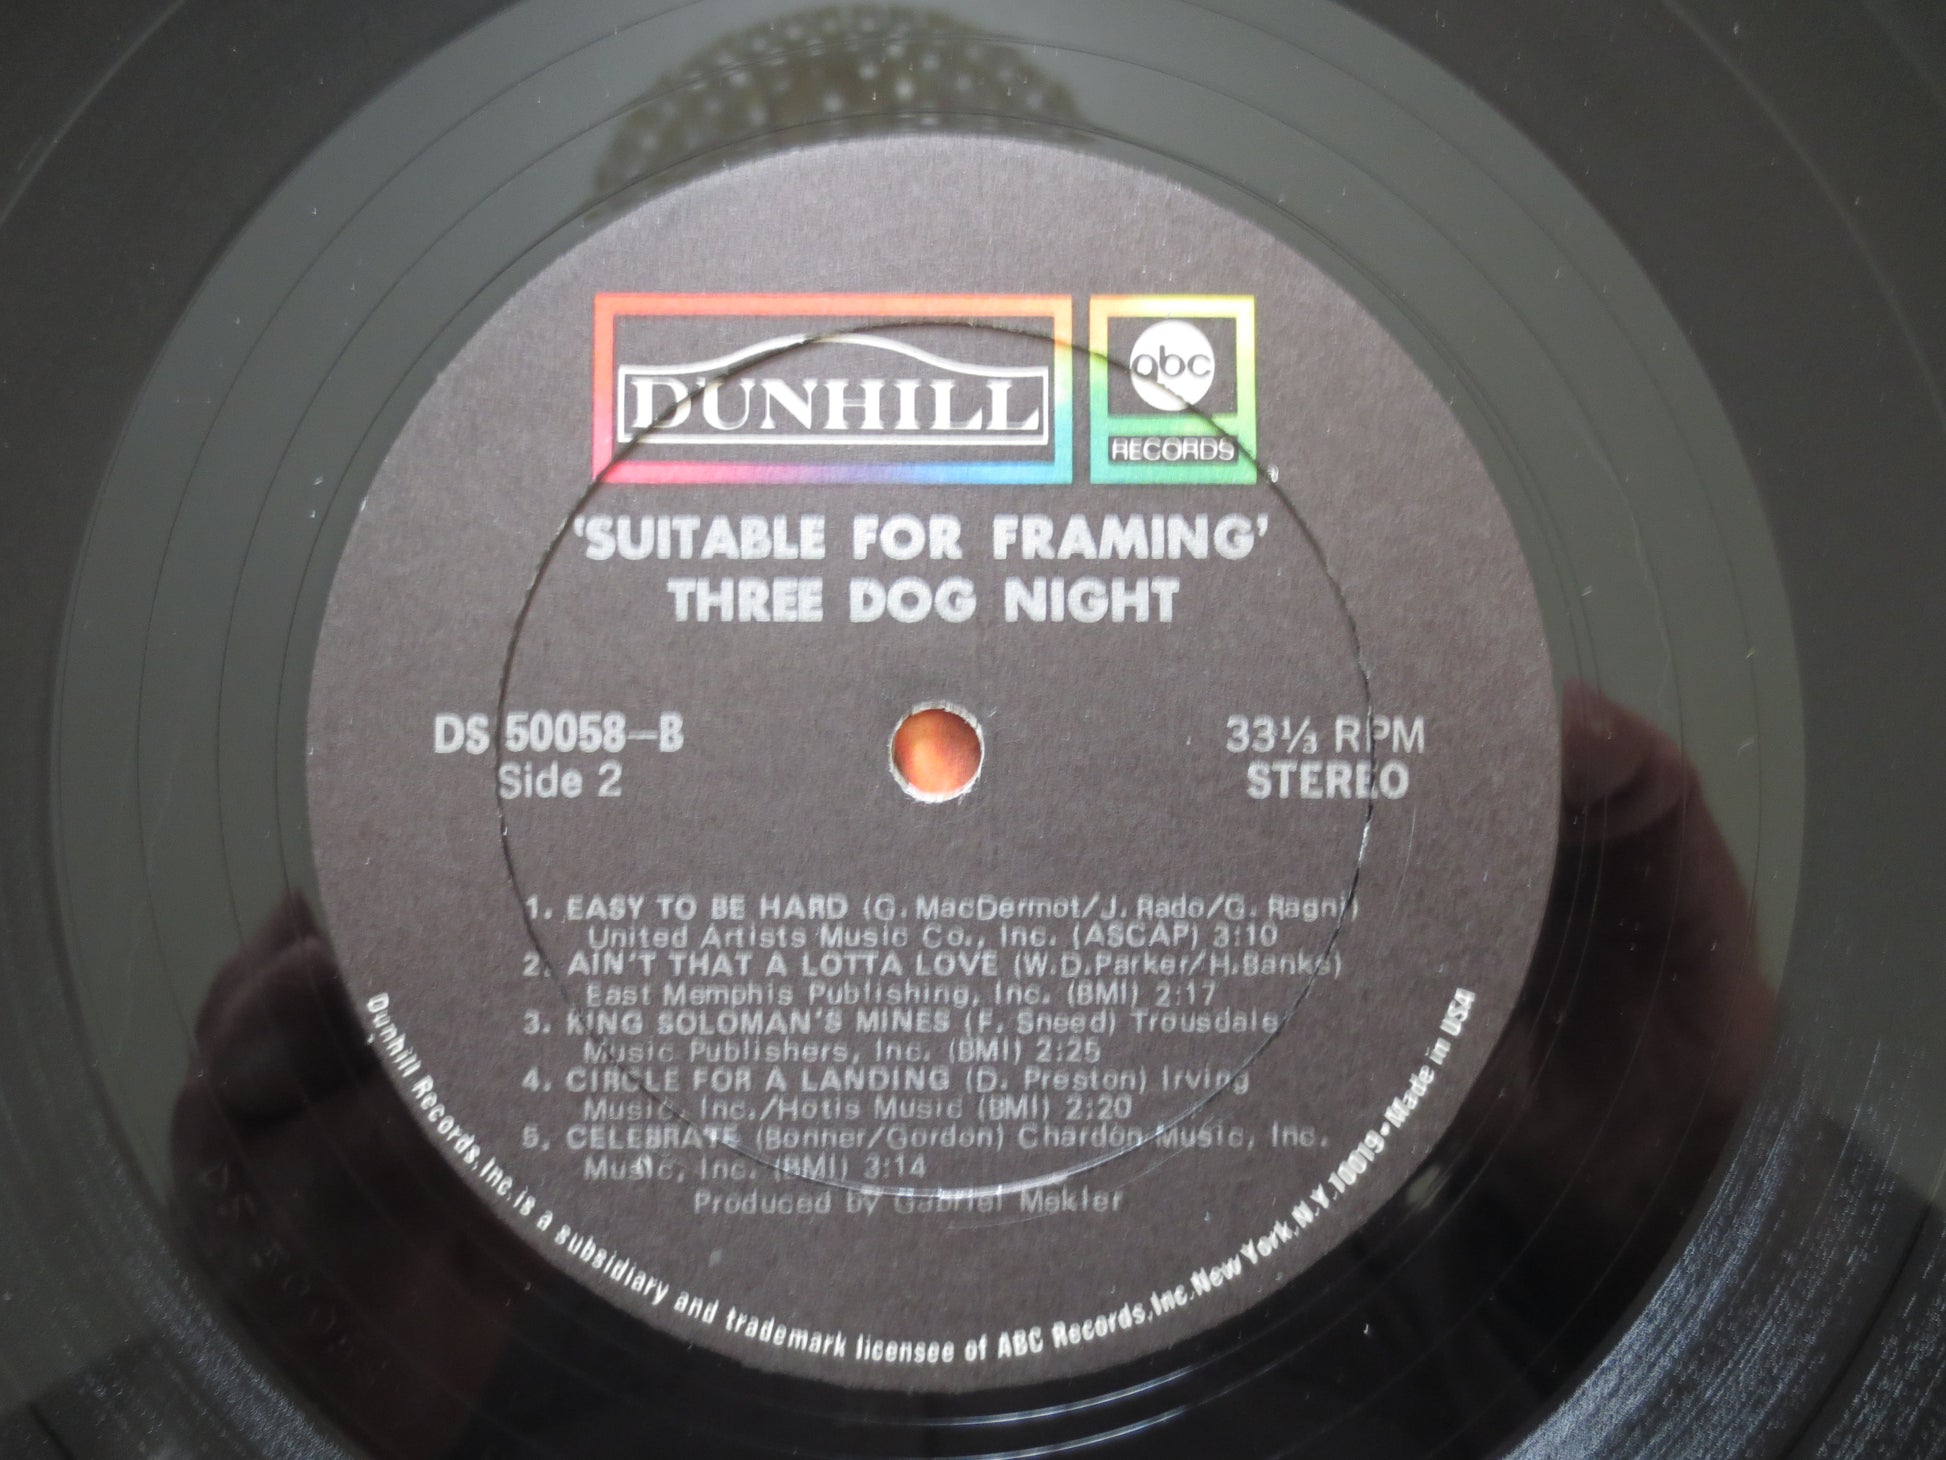 DUNHILL
abc
RECORDS
®
'SUITABLE FOR FRAMING'
THREE DOG NIGHT
DS 50058-B
Side 2
33⅓ RPM
STEREO
1. EASY TO BE HARD (G. MacDermot/J. Rado/G. Ragni)
United Artists Music Co., Inc. (ASCAP) 3:10
2. AIN'T THAT A LOTTA LOVE (W.D.Parker/H.Banks)
East Memphis Publishing, Inc. (BMI) 2:17
3. KING SOLOMAN'S MINES (F. Sneed) Trousdale
Music Publishers, Inc. (BMI) 2:25
4. CIRCLE FOR A LANDING (D. Preston) Irving
Music, Inc./Hotis Music (BMI) 2:20
5. CELEBRATE (Bonner/Gordon) Chardon Music, Inc.
Music, Inc. (BMI) 3:14
Produced by Gabriel Mekler
Dunhill Records, Inc. is a subsidiary and trademark licensee of ABC Records, Inc. New York, N.Y. 10019 • Made in USA